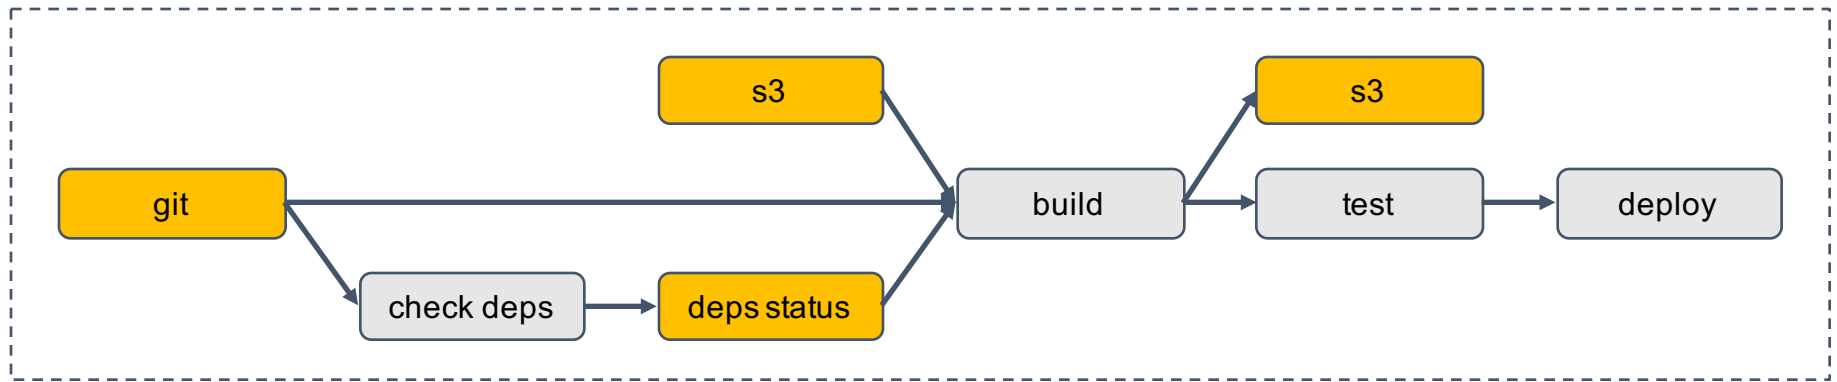 s3
s3
git
build
test
deploy
check deps
deps status